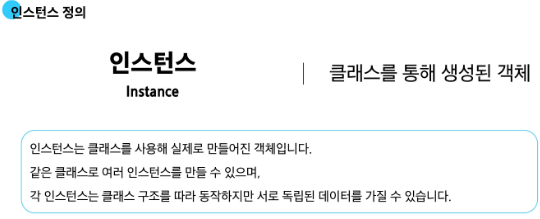 인스턴스 정의
인스턴스
Instance
클래스를 통해 생성된 객체
인스턴스는 클래스를 사용해 실제로 만들어진 객체입니다.
같은 클래스로 여러 인스턴스를 만들 수 있으며,
각 인스턴스는 클래스 구조를 따라 동작하지만 서로 독립된 데이터를 가질 수 있습니다.